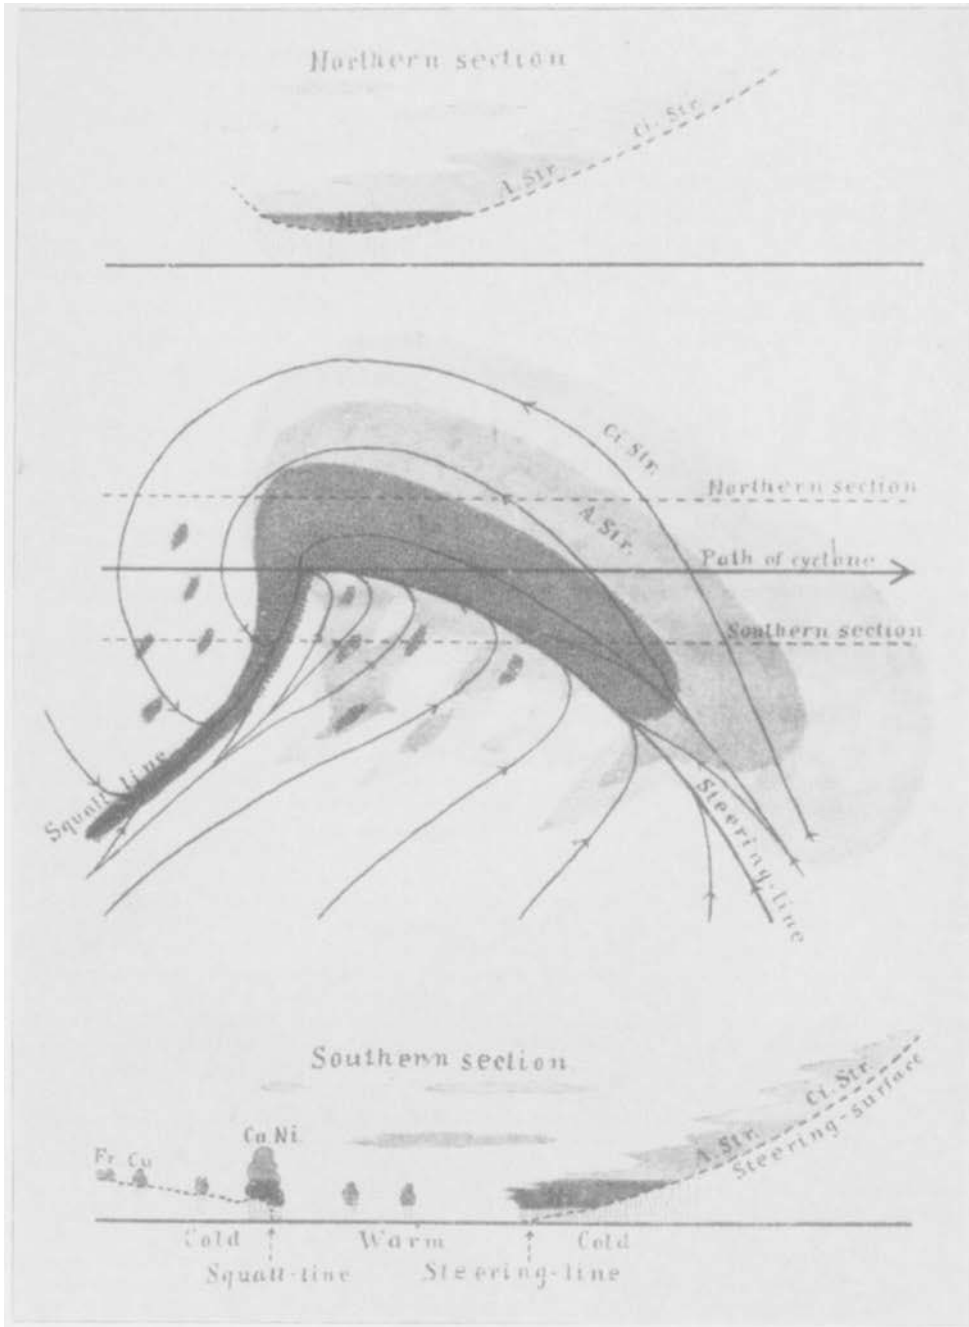 Northern section
Ci. Str.
A. Str.
Ci. Str.
Northern section
A. Str.
Path of cyclone
Southern section
Squall-line
Steering-line
Southern section
Cu Ni.
Fr Cu
Ci. Str.
A. Str.
Steering-surface
Cold Warm Cold
Squall-line Steering-line